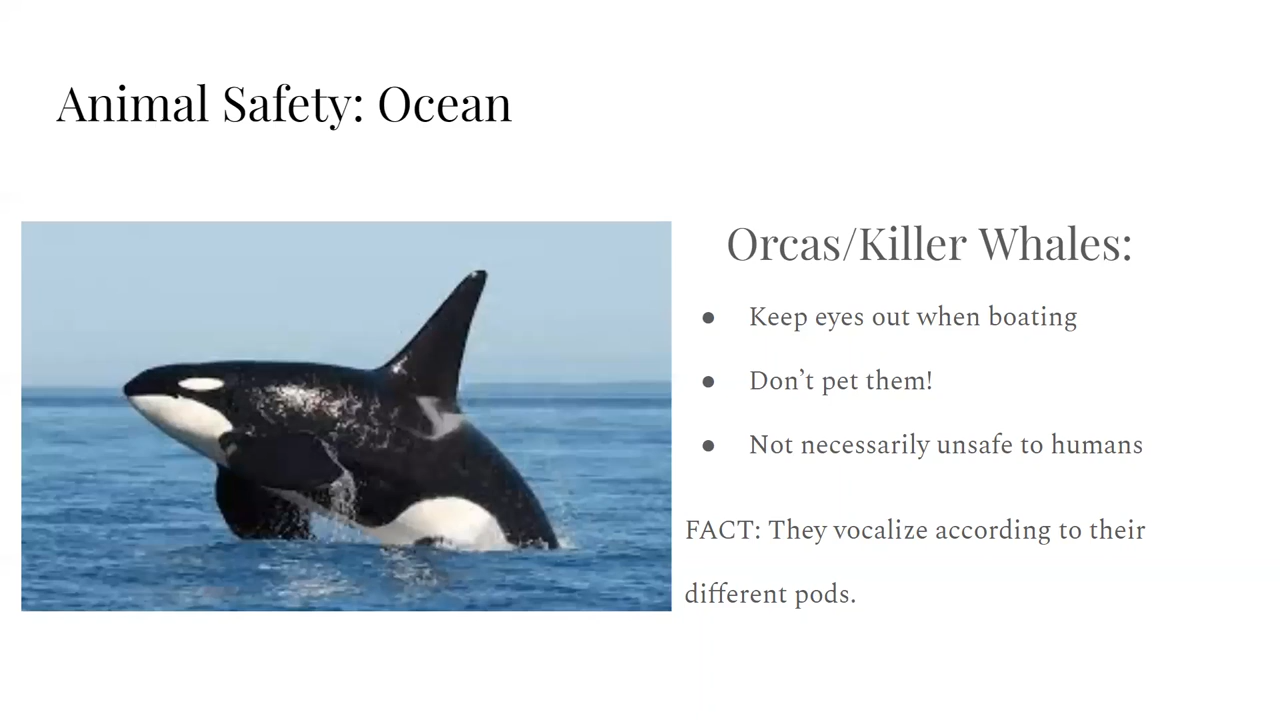 Animal Safety: Ocean
Orcas/Killer Whales:
● Keep eyes out when boating
● Don’t pet them!
● Not necessarily unsafe to humans
FACT: They vocalize according to their
different pods.